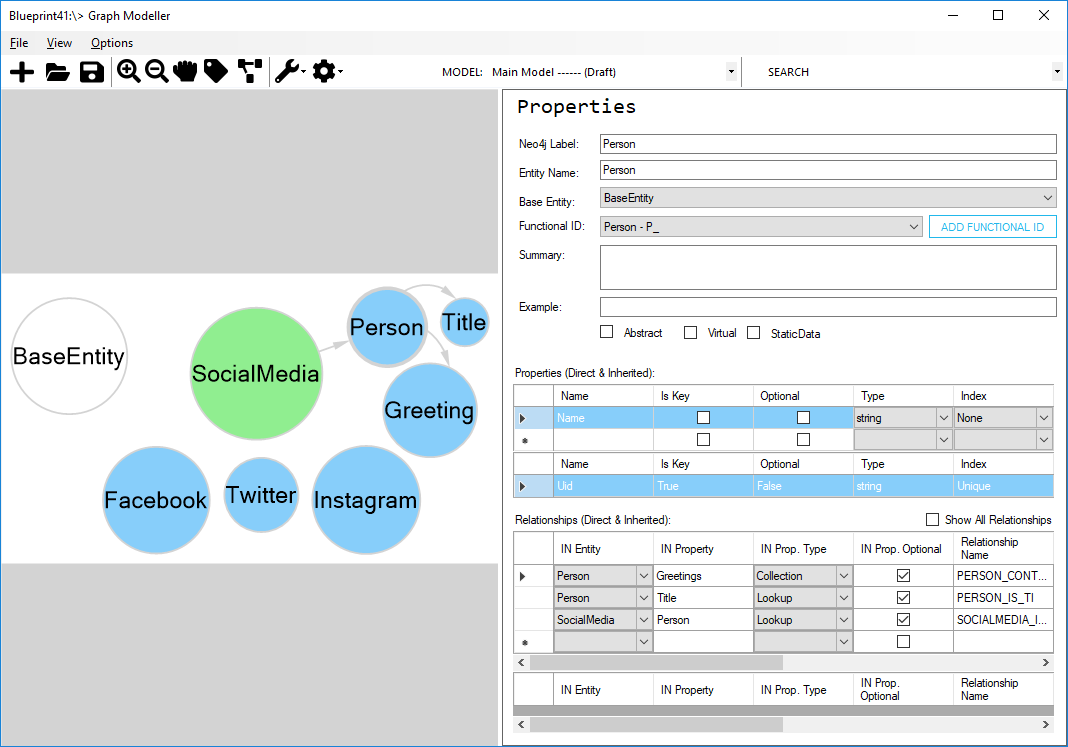 Blueprint41:\> Graph Modeller
File View Options
MODEL: Main Model ------ (Draft) SEARCH
BaseEntity
SocialMedia
Person
Title
Greeting
Facebook
Twitter
Instagram
Properties
Neo4j Label: Person
Entity Name: Person
Base Entity: BaseEntity
Functional ID: Person - P_ ADD FUNCTIONAL ID
Summary:
Example:
Abstract Virtual StaticData
Properties (Direct & Inherited):
Name Is Key Optional Type Index
Name string None
Name Is Key Optional Type Index
Uid True False string Unique
Relationships (Direct & Inherited): Show All Relationships
IN Entity IN Property IN Prop. Type IN Prop. Optional Relationship
Name
Person Greetings Collection PERSON_CONT...
Person Title Lookup PERSON_IS_TI
SocialMedia Person Lookup SOCIALMEDIA_I...
IN Entity IN Property IN Prop. Type IN Prop. Relationship
Optional Name